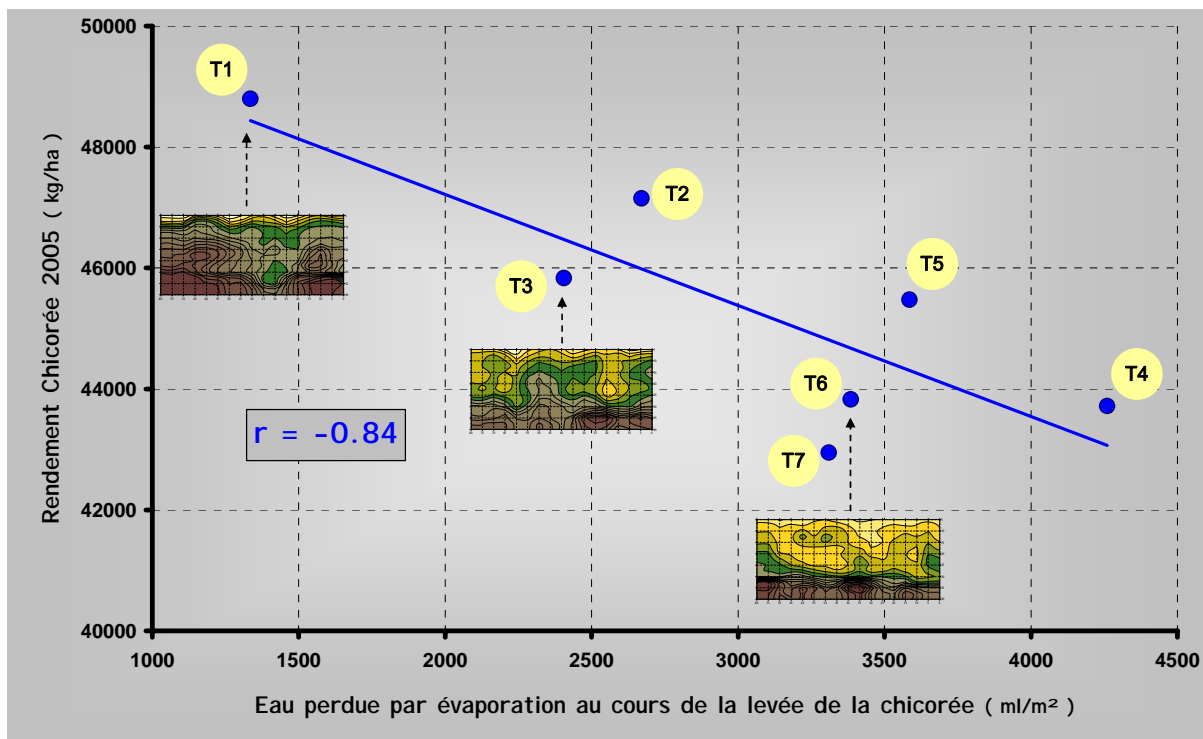 50000
T1
48000
T2
46000
T3
T5
T6
T4
44000
r = -0.84
T7
42000
40000
1000 1500 2000 2500 3000 3500 4000 4500
Rendement Chicorée 2005 ( kg/ha )
Eau perdue par évaporation au cours de la levée de la chicorée ( ml/m² )